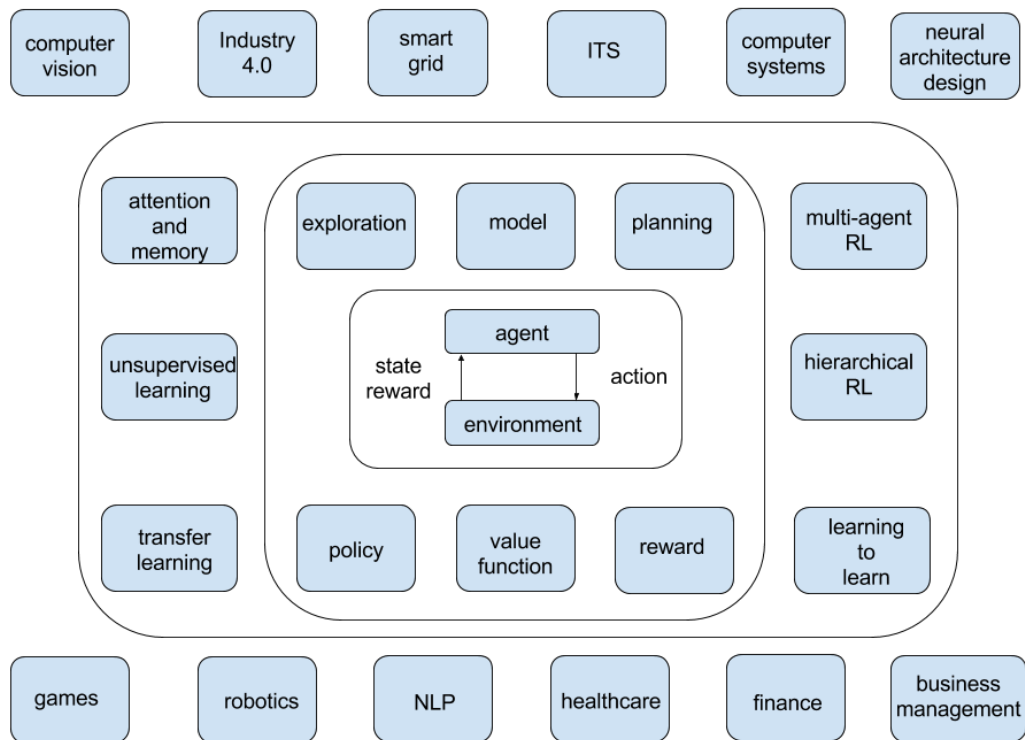 computer
vision
Industry
4.0
smart
grid
ITS
computer
systems
neural
architecture
design
attention
and
memory
exploration
model
planning
multi-agent
RL
agent
state
reward
action
environment
unsupervised
learning
hierarchical
RL
transfer
learning
policy
value
function
reward
learning
to
learn
games
robotics
NLP
healthcare
finance
business
management